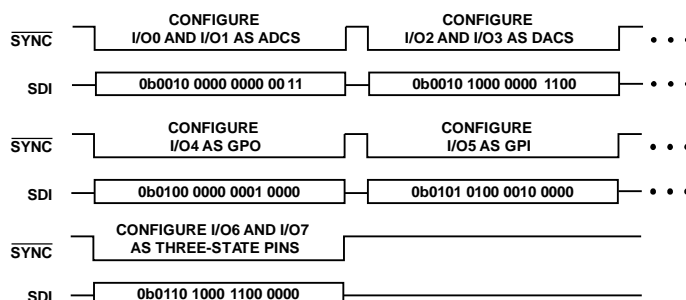 CONFIGURE
I/O0 AND I/O1 AS ADCS
CONFIGURE
I/O2 AND I/O3 AS DACS
SYNC
SDI
0b0010 0000 0000 0011
0b0010 1000 0000 1100
CONFIGURE
I/O4 AS GPO
CONFIGURE
I/O5 AS GPI
SYNC
SDI
0b0100 0000 0001 0000
0b0101 0100 0010 0000
CONFIGURE I/O6 AND I/O7
AS THREE-STATE PINS
SYNC
SDI
0b0110 1000 1100 0000